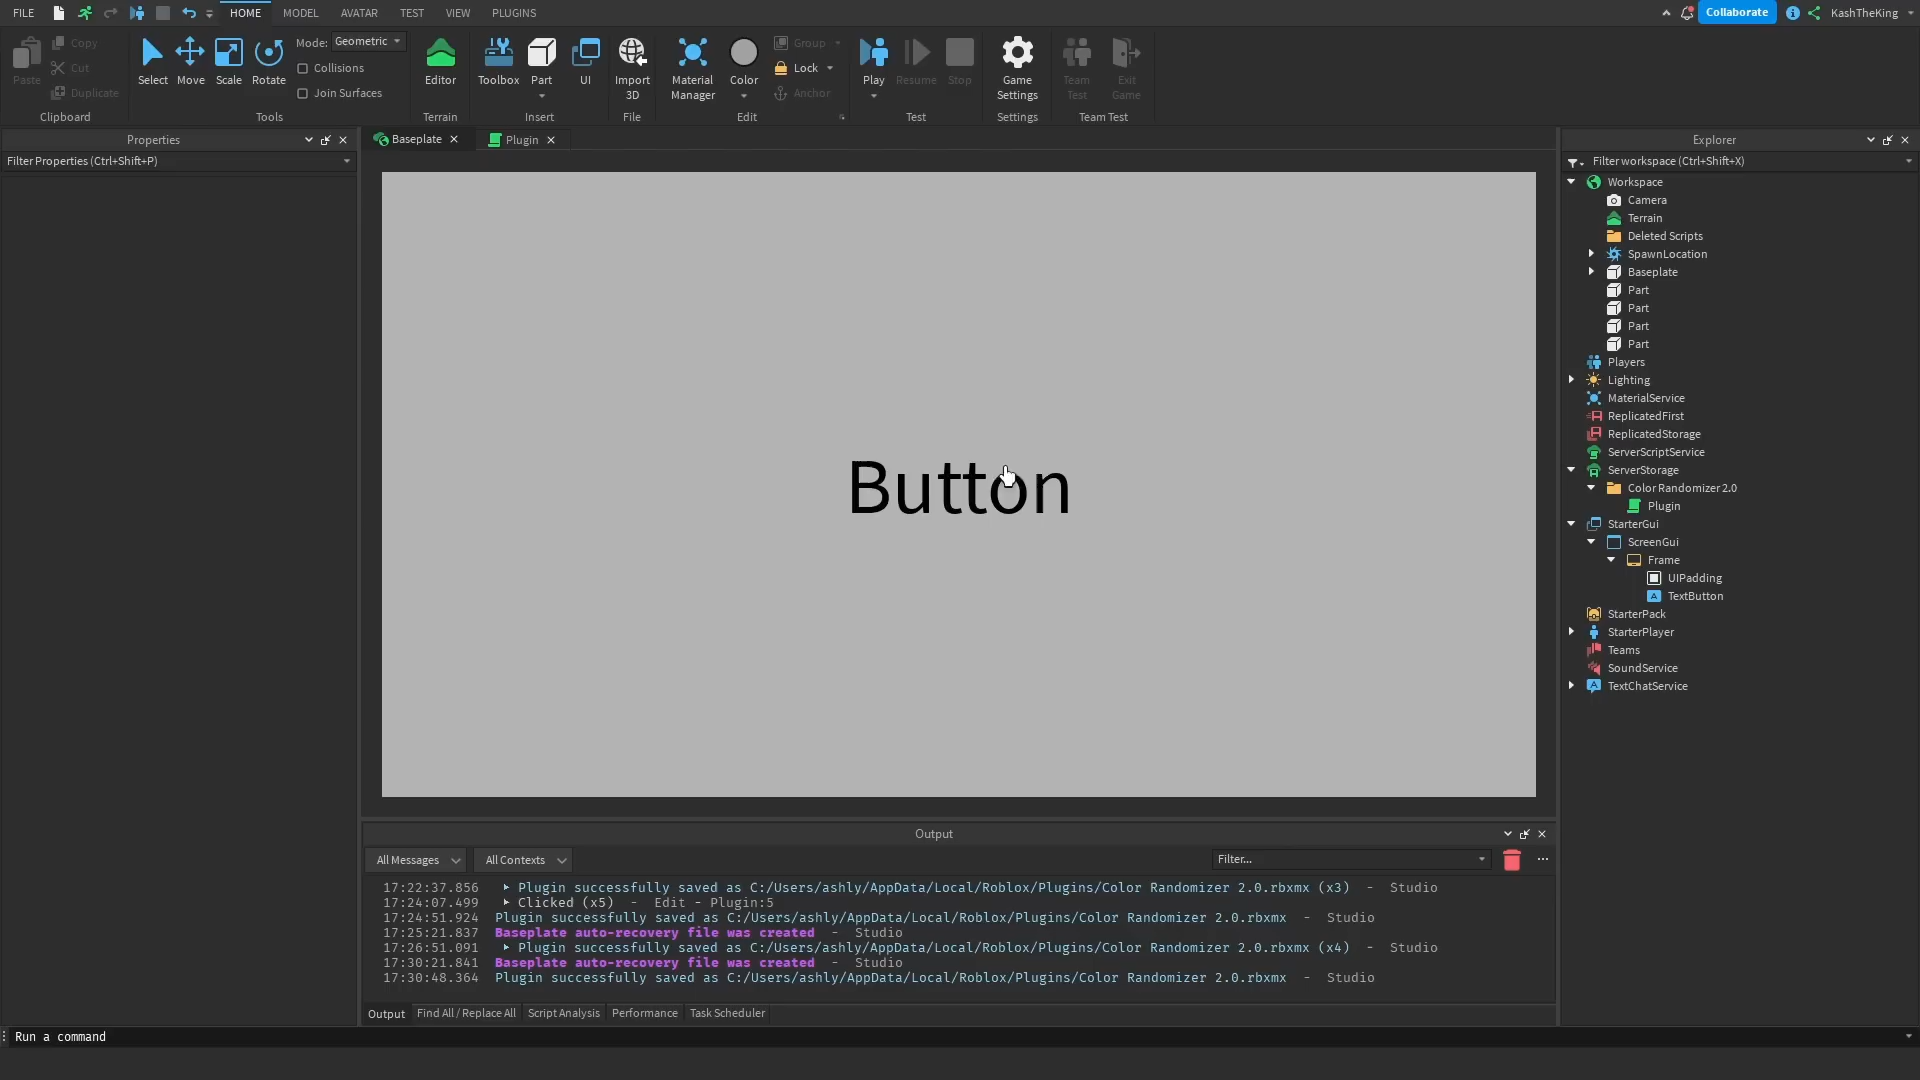 FILE HOME MODEL AVATAR TEST VIEW PLUGINS Collaborate KashTheKing
Paste Copy Cut Duplicate Clipboard
Select Move Scale Rotate Mode: Geometric Collisions Join Surfaces Tools
Editor Terrain
Toolbox Part UI Insert
Import 3D File
Material Manager Color Group Lock Anchor Edit
Play Resume Stop Test
Game Settings Settings
Team Test Exit Game Team Test
Properties
Filter Properties (Ctrl+Shift+P)
Baseplate Plugin
Button
Explorer
Filter workspace (Ctrl+Shift+X)
Workspace
Camera
Terrain
Deleted Scripts
SpawnLocation
Baseplate
Part
Part
Part
Part
Players
Lighting
MaterialService
ReplicatedFirst
ReplicatedStorage
ServerScriptService
ServerStorage
Color Randomizer 2.0
Plugin
StarterGui
ScreenGui
Frame
UIPadding
TextButton
StarterPack
StarterPlayer
Teams
SoundService
TextChatService
Output
All Messages All Contexts Filter...
17:22:37.856 Plugin successfully saved as C:/Users/ashly/AppData/Local/Roblox/Plugins/Color Randomizer 2.0.rbxmx (x3) - Studio
17:24:07.499 Clicked (x5) - Edit - Plugin:5
17:24:51.924 Plugin successfully saved as C:/Users/ashly/AppData/Local/Roblox/Plugins/Color Randomizer 2.0.rbxmx - Studio
17:25:21.837 Baseplate auto-recovery file was created - Studio
17:26:51.091 Plugin successfully saved as C:/Users/ashly/AppData/Local/Roblox/Plugins/Color Randomizer 2.0.rbxmx (x4) - Studio
17:30:21.841 Baseplate auto-recovery file was created - Studio
17:30:48.364 Plugin successfully saved as C:/Users/ashly/AppData/Local/Roblox/Plugins/Color Randomizer 2.0.rbxmx - Studio
Output Find All / Replace All Script Analysis Performance Task Scheduler
Run a command